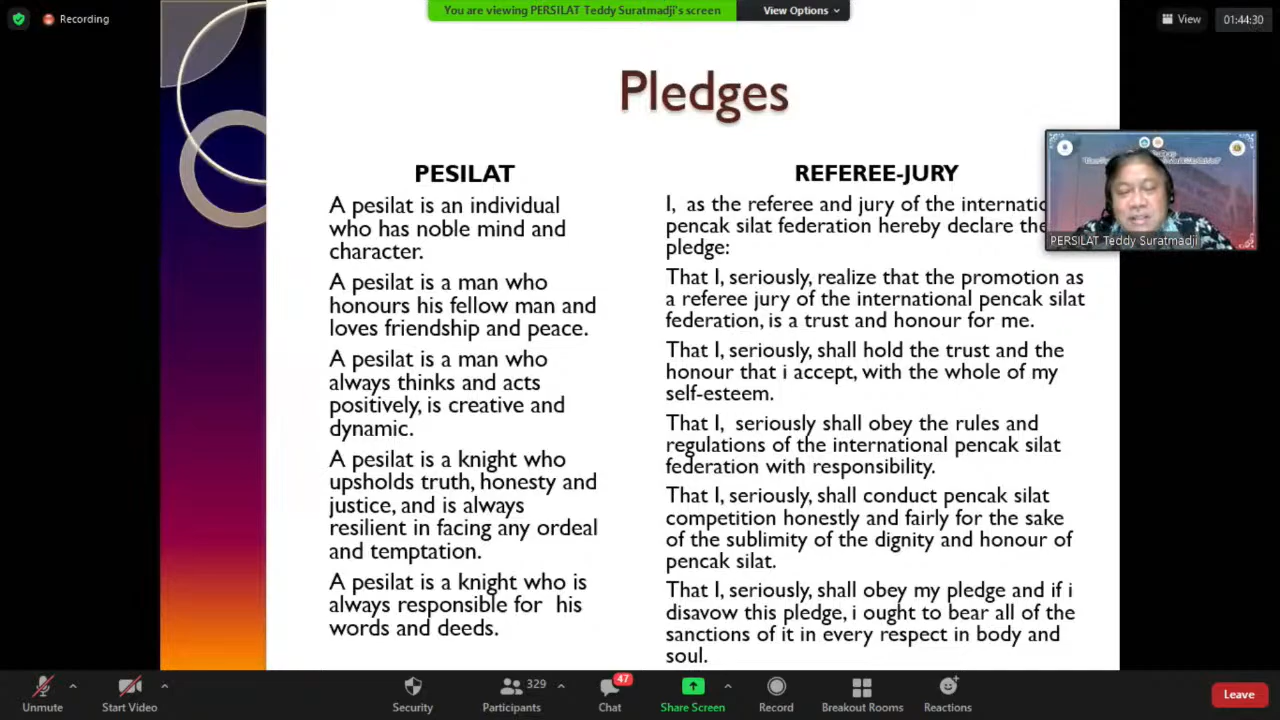 Recording
You are viewing PERSILAT Teddy Suratmadji's screen
View Options
View
01:44:30
Pledges
PESILAT
A pesilat is an individual
who has noble mind and
character.
A pesilat is a man who
honours his fellow man and
loves friendship and peace.
A pesilat is a man who
always thinks and acts
positively, is creative and
dynamic.
A pesilat is a knight who
upsholds truth, honesty and
justice, and is always
resilient in facing any ordeal
and temptation.
A pesilat is a knight who is
always responsible for his
words and deeds.
REFEREE-JURY
I, as the referee and jury of the internatio
pencak silat federation hereby declare the
pledge:
That I, seriously, realize that the promotion as
a referee jury of the international pencak silat
federation, is a trust and honour for me.
That I, seriously, shall hold the trust and the
honour that i accept, with the whole of my
self-esteem.
That I, seriously shall obey the rules and
regulations of the international pencak silat
federation with responsibility.
That I, seriously, shall conduct pencak silat
competition honestly and fairly for the sake
of the sublimity of the dignity and honour of
pencak silat.
That I, seriously, shall obey my pledge and if i
disavow this pledge, i ought to bear all of the
sanctions of it in every respect in body and
soul.
PERSILAT Teddy Suratmadji
Unmute
Start Video
Security
329
Participants
47
Chat
Share Screen
Record
Breakout Rooms
Reactions
Leave